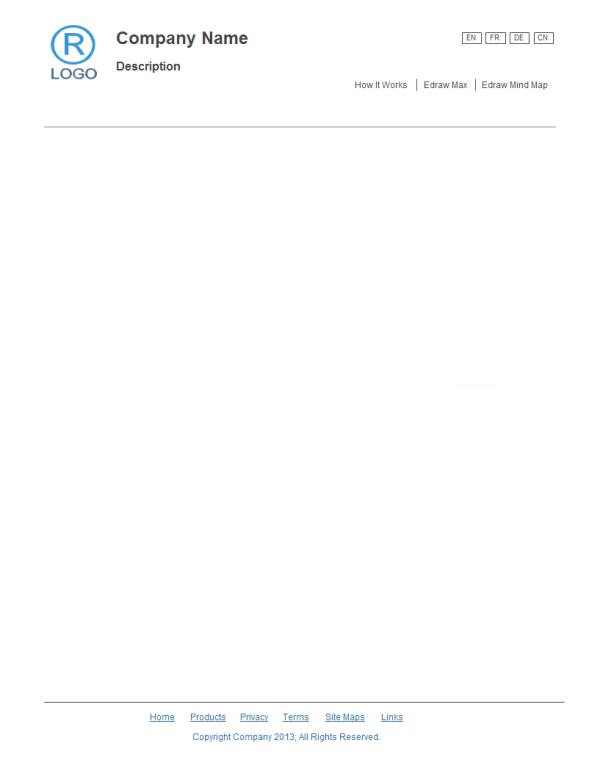 R
LOGO
Company Name
Description
EN FR DE CN
How It Works Edraw Max Edraw Mind Map
Home Products Privacy Terms Site Maps Links
Copyright Company 2013; All Rights Reserved.